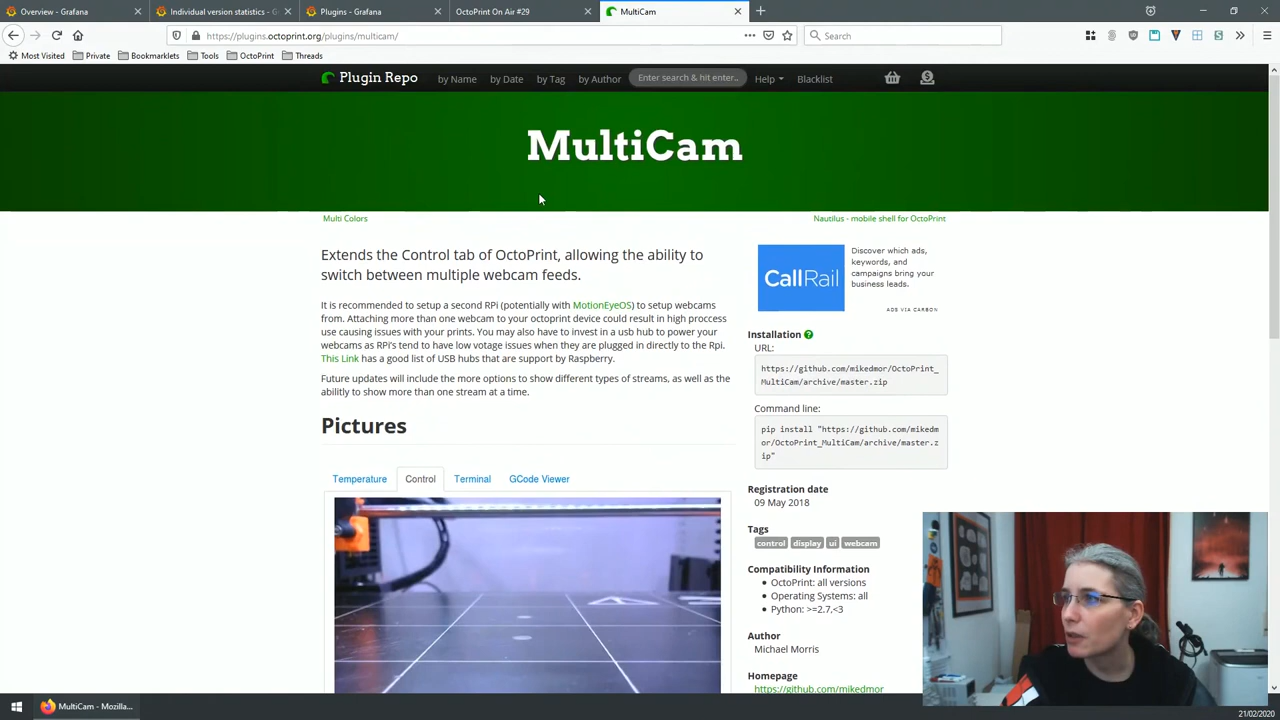 Overview - Grafana
Individual version statistics - G
Plugins - Grafana
OctoPrint On Air #29
MultiCam
https://plugins.octoprint.org/plugins/multicam/
Search
Most Visited
Private
Bookmarklets
Tools
OctoPrint
Threads
Plugin Repo
by Name
by Date
by Tag
by Author
Enter search & hit enter..
Help
Blacklist
MultiCam
Multi Colors
Nautilus - mobile shell for OctoPrint
Extends the Control tab of OctoPrint, allowing the ability to
switch between multiple webcam feeds.
It is recommended to setup a second RPi (potentially with MotionEyeOS) to setup webcams
from. Attaching more than one webcam to your octoprint device could result in high proccess
use causing issues with your prints. You may also have to invest in a usb hub to power your
webcams as RPi's tend to have low votage issues when they are plugged in directly to the Rpi.
This Link has a good list of USB hubs that are support by Raspberry.
Future updates will include the more options to show different types of streams, as well as the
abilitly to show more than one stream at a time.
Pictures
Temperature
Control
Terminal
GCode Viewer
CallRail
Discover which ads,
keywords, and
campaigns bring your
business leads.
ADS VIA CARBON
Installation
URL:
https://github.com/mikedmor/OctoPrint_
MultiCam/archive/master.zip
Command line:
pip install "https://github.com/mikedm
or/OctoPrint_MultiCam/archive/master.z
ip"
Registration date
09 May 2018
Tags
control
display
ui
webcam
Compatibility Information
OctoPrint: all versions
Operating Systems: all
Python: >=2.7,<3
Author
Michael Morris
Homepage
https://github.com/mikedmor
MultiCam - Mozilla...
21/02/2020